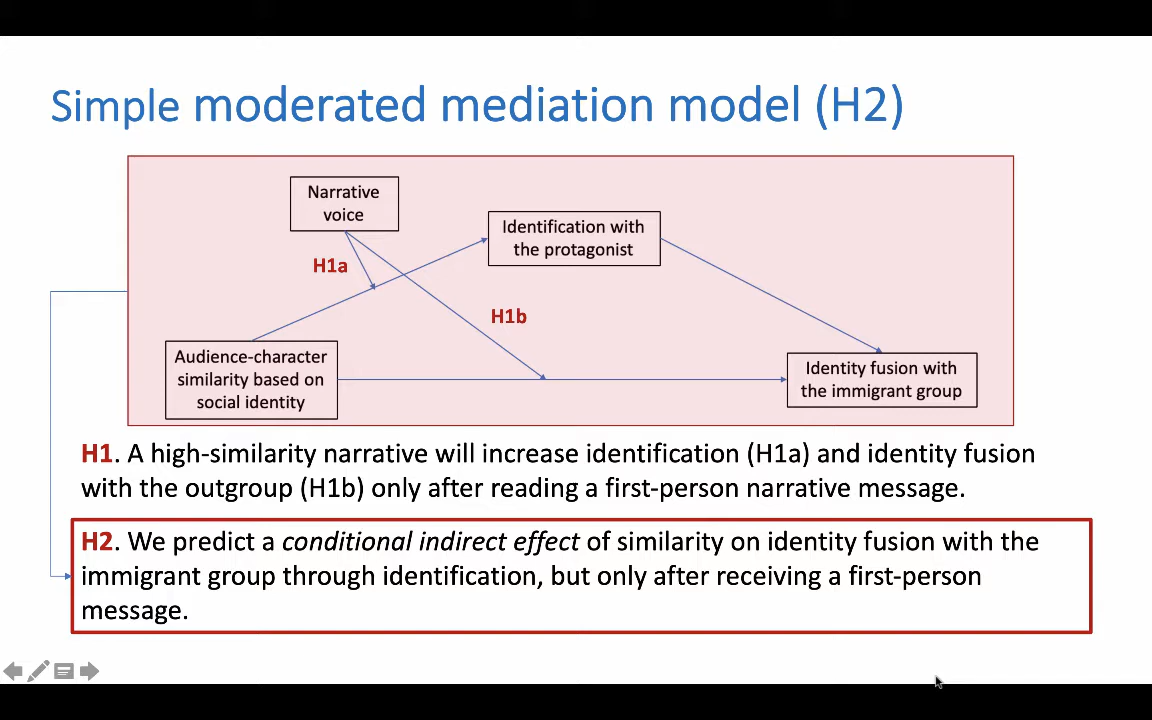 Simple moderated mediation model (H2)
Narrative
voice
Identification with
the protagonist
H1a
H1b
Audience-character
similarity based on
social identity
Identity fusion with
the immigrant group
H1. A high-similarity narrative will increase identification (H1a) and identity fusion
with the outgroup (H1b) only after reading a first-person narrative message.
H2. We predict a conditional indirect effect of similarity on identity fusion with the
immigrant group through identification, but only after receiving a first-person
message.